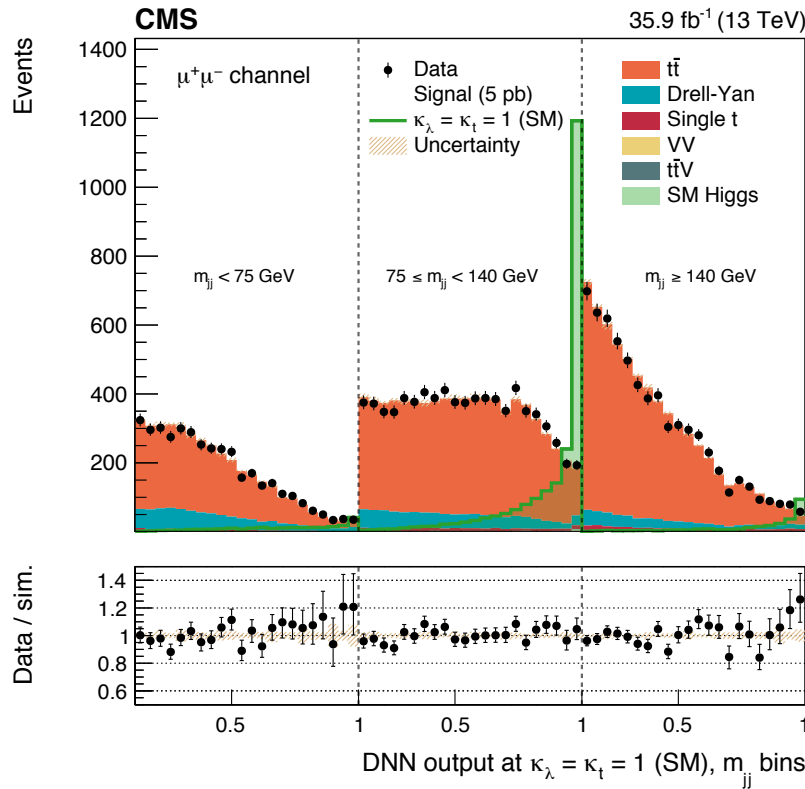 CMS 35.9 fb⁻¹ (13 TeV)
Events
1400
1200
1000
800
600
400
200
μ⁺μ⁻ channel
Data
Signal (5 pb)
κ_λ = κ_t = 1 (SM)
Uncertainty
tt̄
Drell-Yan
Single t
VV
tt̄V
SM Higgs
m_jj < 75 GeV 75 ≤ m_jj < 140 GeV m_jj ≥ 140 GeV
Data / sim.
1.4
1.2
1
0.8
0.6
0.5 1 0.5 1 0.5 1
DNN output at κ_λ = κ_t = 1 (SM), m_jj bins